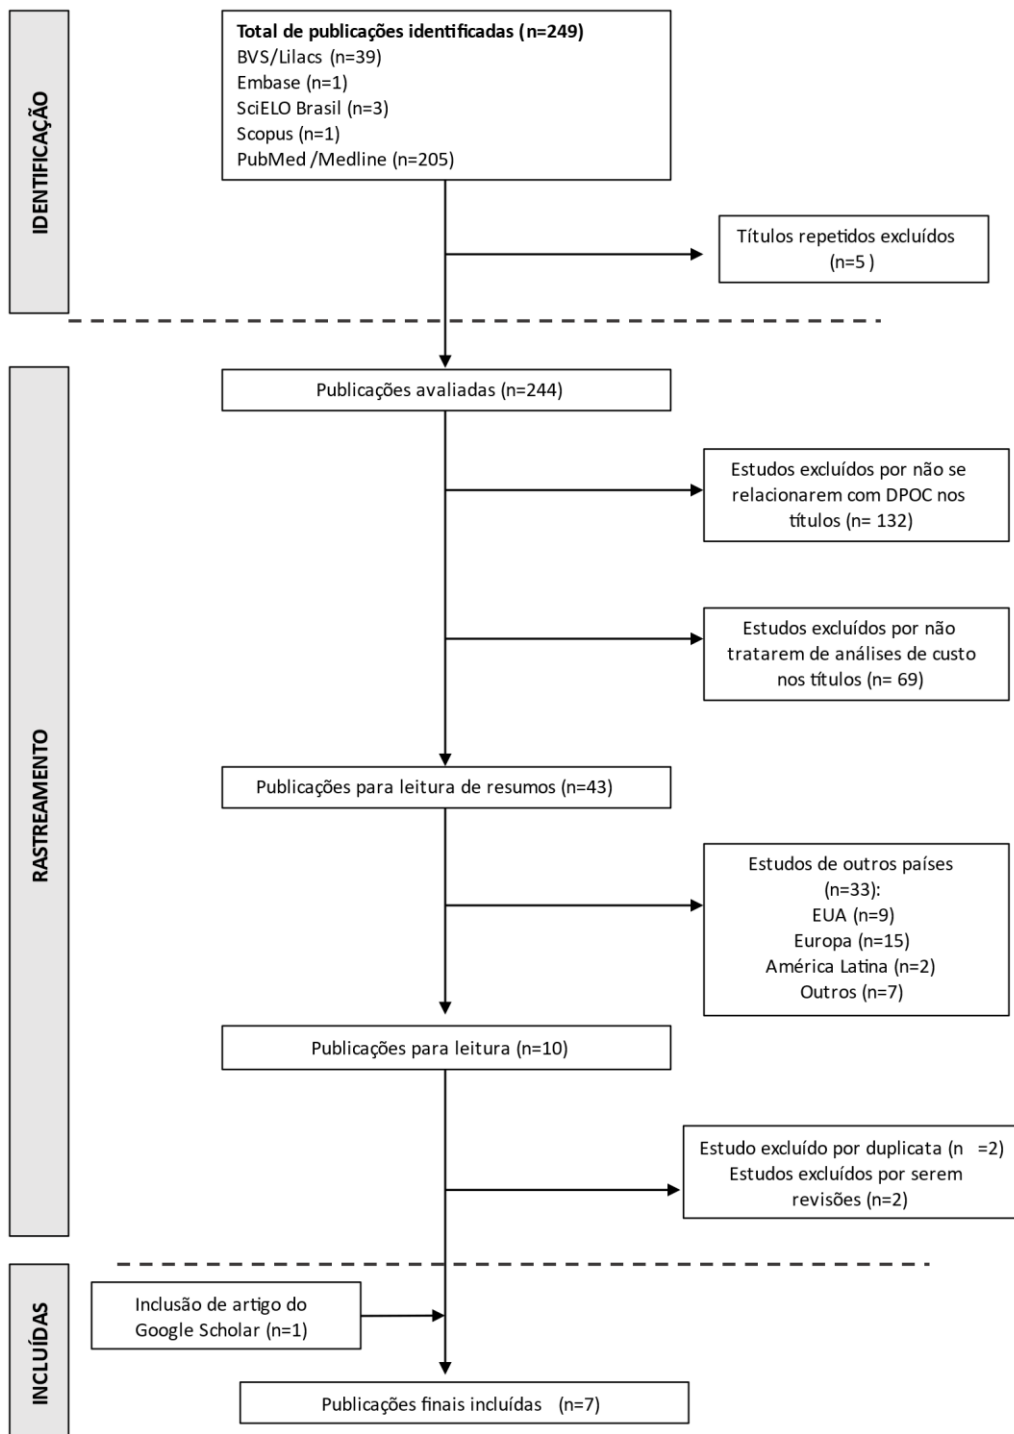 IDENTIFICAÇÃO
Total de publicações identificadas (n=249)
BVS/Lilacs (n=39)
Embase (n=1)
SciELO Brasil (n=3)
Scopus (n=1)
PubMed /Medline (n=205)
Títulos repetidos excluídos
(n=5 )
RASTREAMENTO
Publicações avaliadas (n=244)
Estudos excluídos por não se
relacionarem com DPOC nos
títulos (n= 132)
Estudos excluídos por não
tratarem de análises de custo
nos títulos (n= 69)
Publicações para leitura de resumos (n=43)
Estudos de outros países
(n=33):
EUA (n=9)
Europa (n=15)
América Latina (n=2)
Outros (n=7)
Publicações para leitura (n=10)
Estudo excluído por duplicata (n =2)
Estudos excluídos por serem
revisões (n=2)
INCLUÍDAS
Inclusão de artigo do
Google Scholar (n=1)
Publicações finais incluídas (n=7)